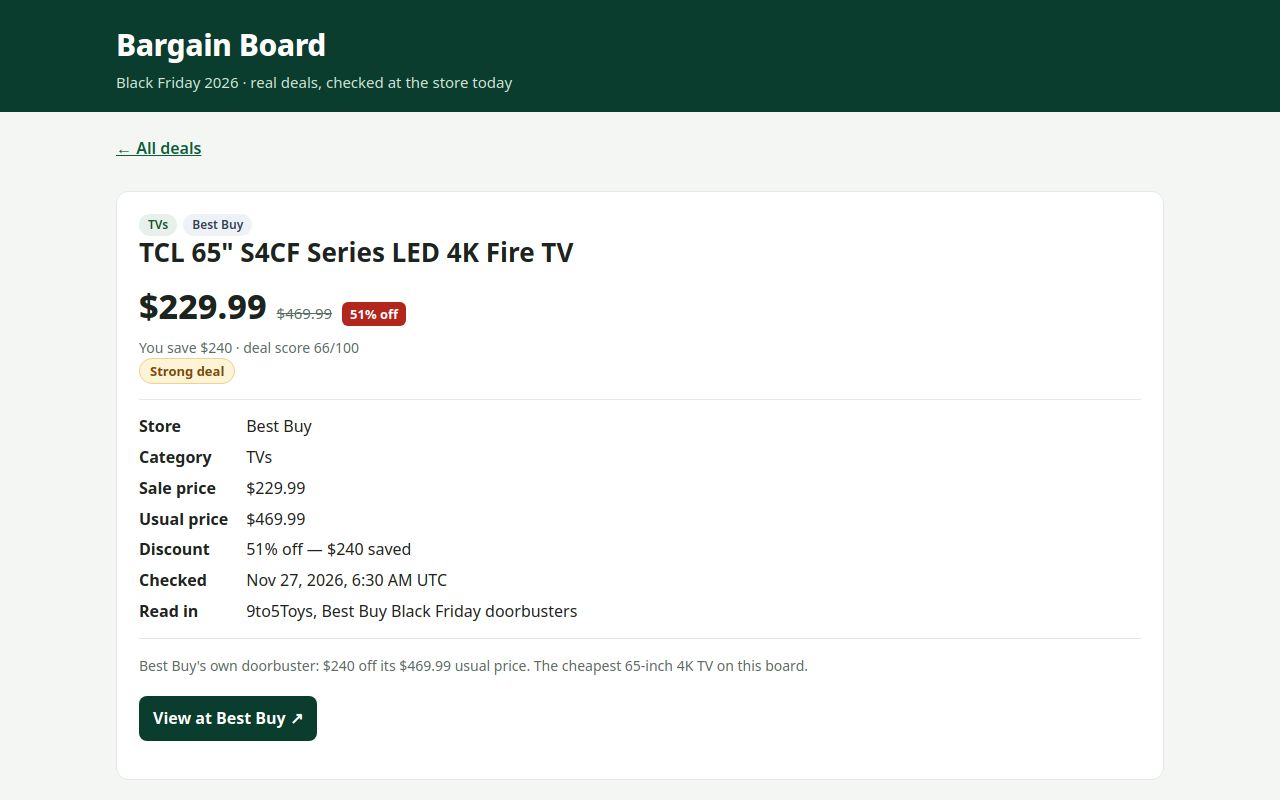 Bargain Board
Black Friday 2026 · real deals, checked at the store today
← All deals
TVs Best Buy
TCL 65" S4CF Series LED 4K Fire TV
$229.99 $469.99 51% off
You save $240 · deal score 66/100
Strong deal
Store Best Buy
Category TVs
Sale price $229.99
Usual price $469.99
Discount 51% off — $240 saved
Checked Nov 27, 2026, 6:30 AM UTC
Read in 9to5Toys, Best Buy Black Friday doorbusters
Best Buy's own doorbuster: $240 off its $469.99 usual price. The cheapest 65-inch 4K TV on this board.
View at Best Buy ↗